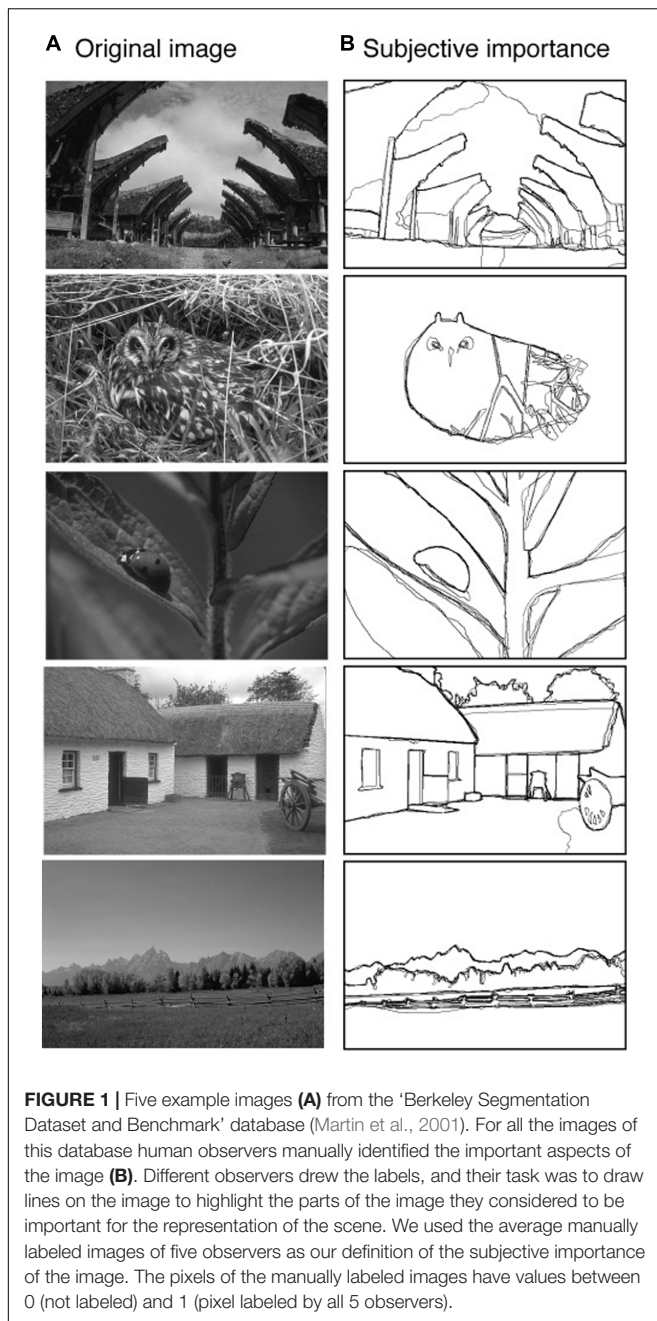 A Original image
B Subjective importance
FIGURE 1 | Five example images (A) from the ‘Berkeley Segmentation
Dataset and Benchmark’ database (Martin et al., 2001). For all the images of
this database human observers manually identified the important aspects of
the image (B). Different observers drew the labels, and their task was to draw
lines on the image to highlight the parts of the image they considered to be
important for the representation of the scene. We used the average manually
labeled images of five observers as our definition of the subjective importance
of the image. The pixels of the manually labeled images have values between
0 (not labeled) and 1 (pixel labeled by all 5 observers).